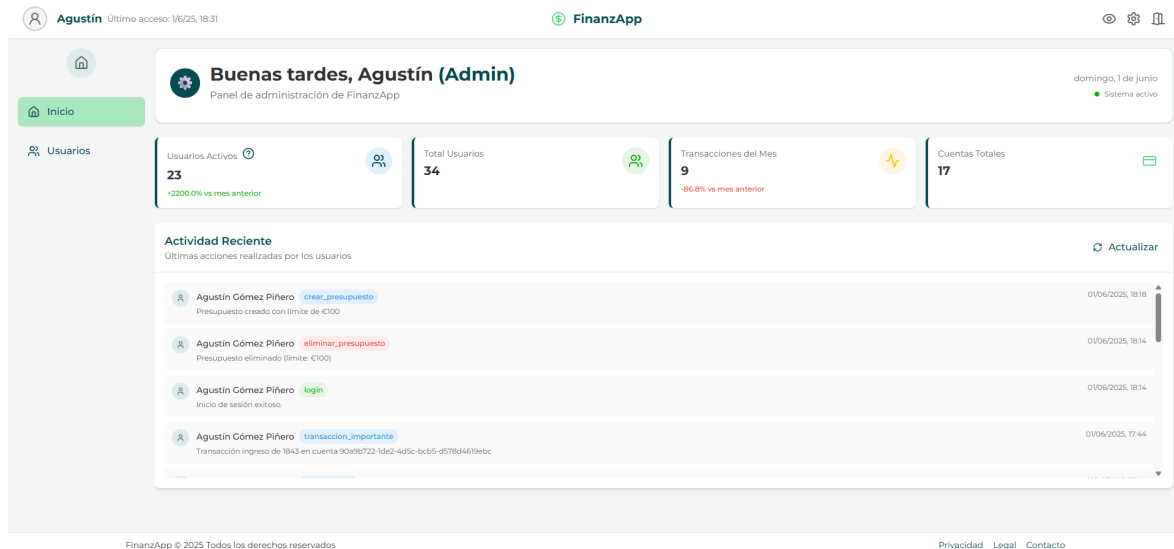 Agustín Último acceso: 1/6/25, 18:31
FinanzApp
Inicio
Usuarios
Buenas tardes, Agustín (Admin)
Panel de administración de FinanzApp
domingo, 1 de junio
Sistema activo
Usuarios Activos
23
+2200.0% vs mes anterior
Total Usuarios
34
Transacciones del Mes
9
-86.8% vs mes anterior
Cuentas Totales
17
Actividad Reciente
Últimas acciones realizadas por los usuarios
Actualizar
Agustín Gómez Piñero crear_presupuesto 01/06/2025, 18:18
Presupuesto creado con límite de €100
Agustín Gómez Piñero eliminar_presupuesto 01/06/2025, 18:14
Presupuesto eliminado (límite: €100)
Agustín Gómez Piñero login 01/06/2025, 18:14
Inicio de sesión exitoso.
Agustín Gómez Piñero transaccion_importante 01/06/2025, 17:44
Transacción ingreso de 1843 en cuenta 90a9b722-1de2-4d5c-bcb5-d578d4619ebc
FinanzApp © 2025 Todos los derechos reservados
Privacidad Legal Contacto